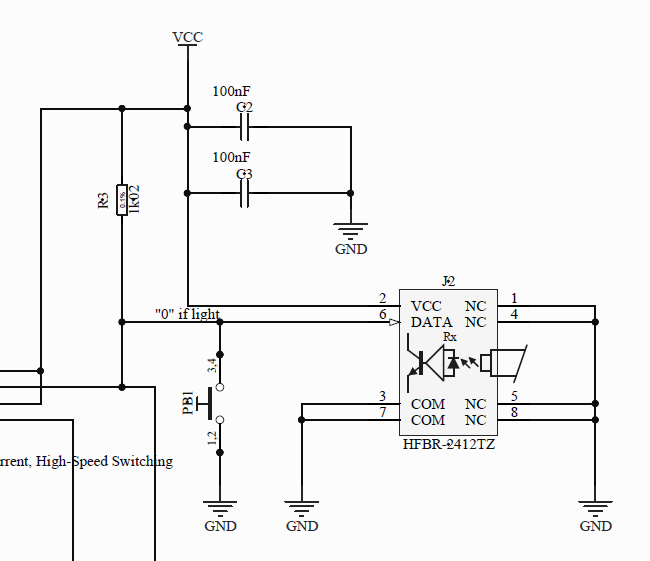 VCC
100nF
C2
100nF
C3
R3
0.1%
1k02
GND
J2
2
VCC
NC
1
"0" if light
6
DATA
NC
4
Rx
3,4
PB1
3
COM
NC
5
7
COM
NC
8
1,2
HFBR-2412TZ
rrent, High-Speed Switching
GND
GND
GND